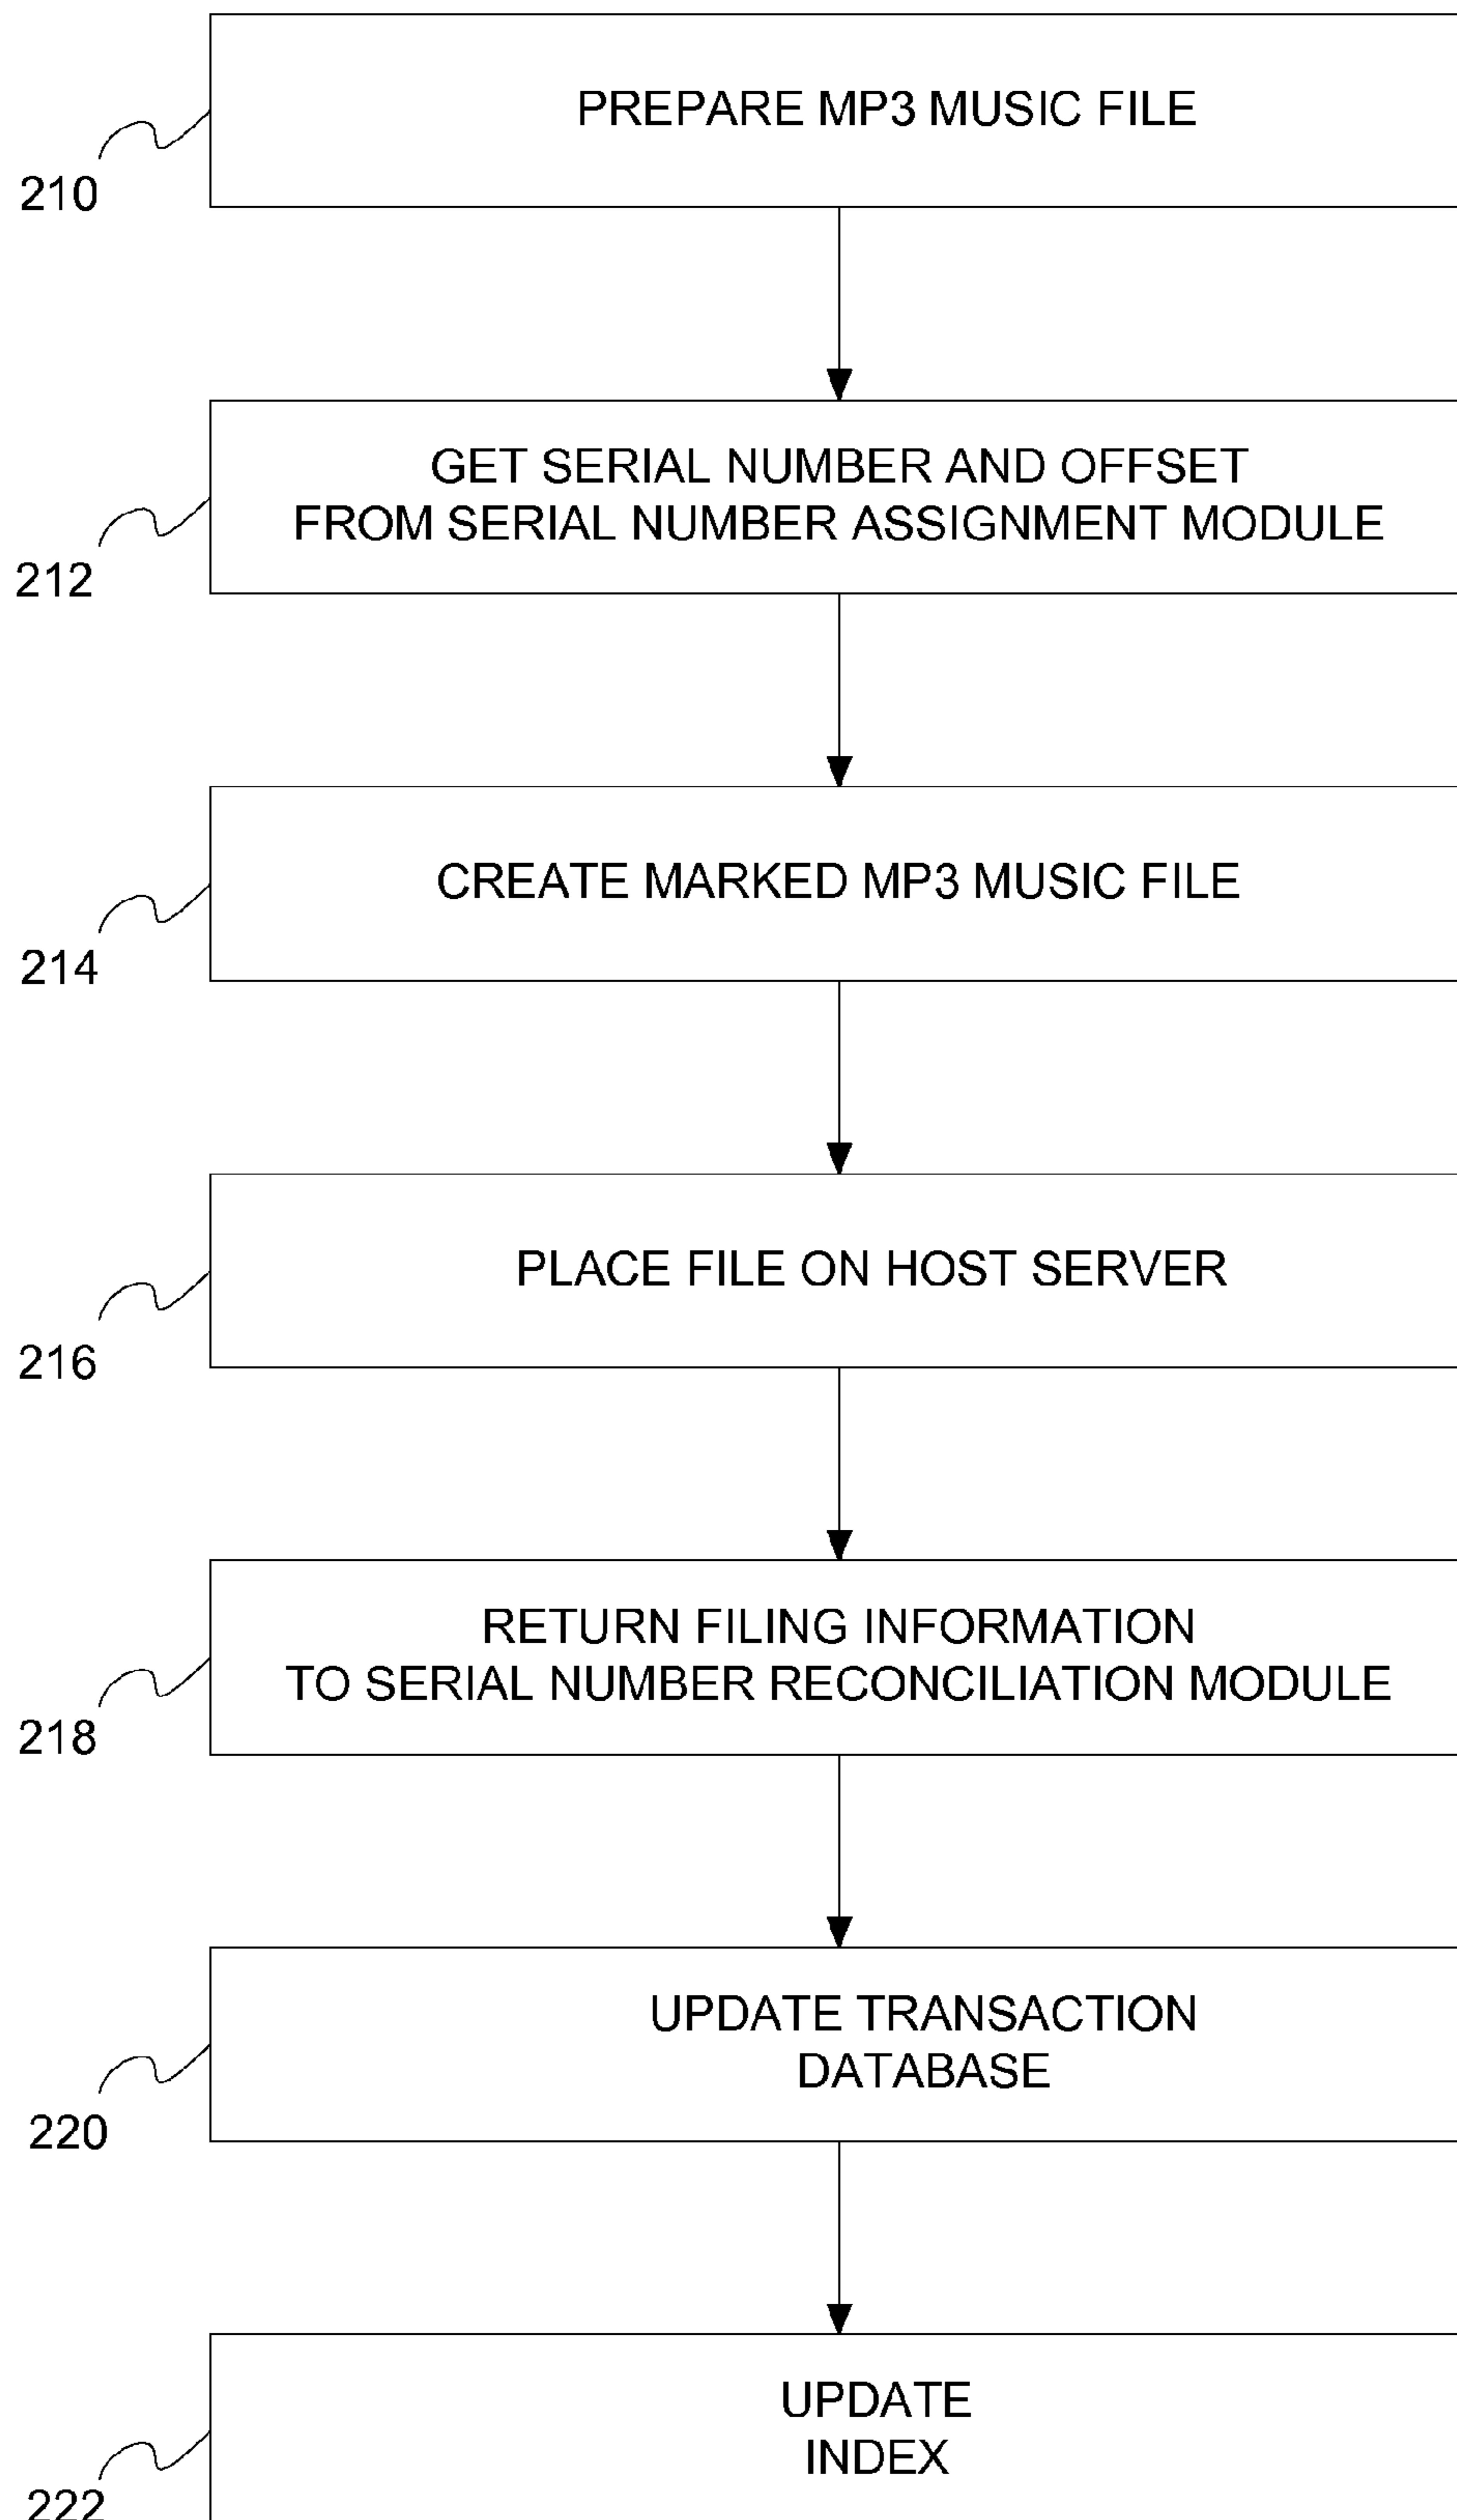 PREPARE MP3 MUSIC FILE
210
GET SERIAL NUMBER AND OFFSET
FROM SERIAL NUMBER ASSIGNMENT MODULE
212
CREATE MARKED MP3 MUSIC FILE
214
PLACE FILE ON HOST SERVER
216
RETURN FILING INFORMATION
TO SERIAL NUMBER RECONCILIATION MODULE
218
UPDATE TRANSACTION
DATABASE
220
UPDATE
INDEX
222